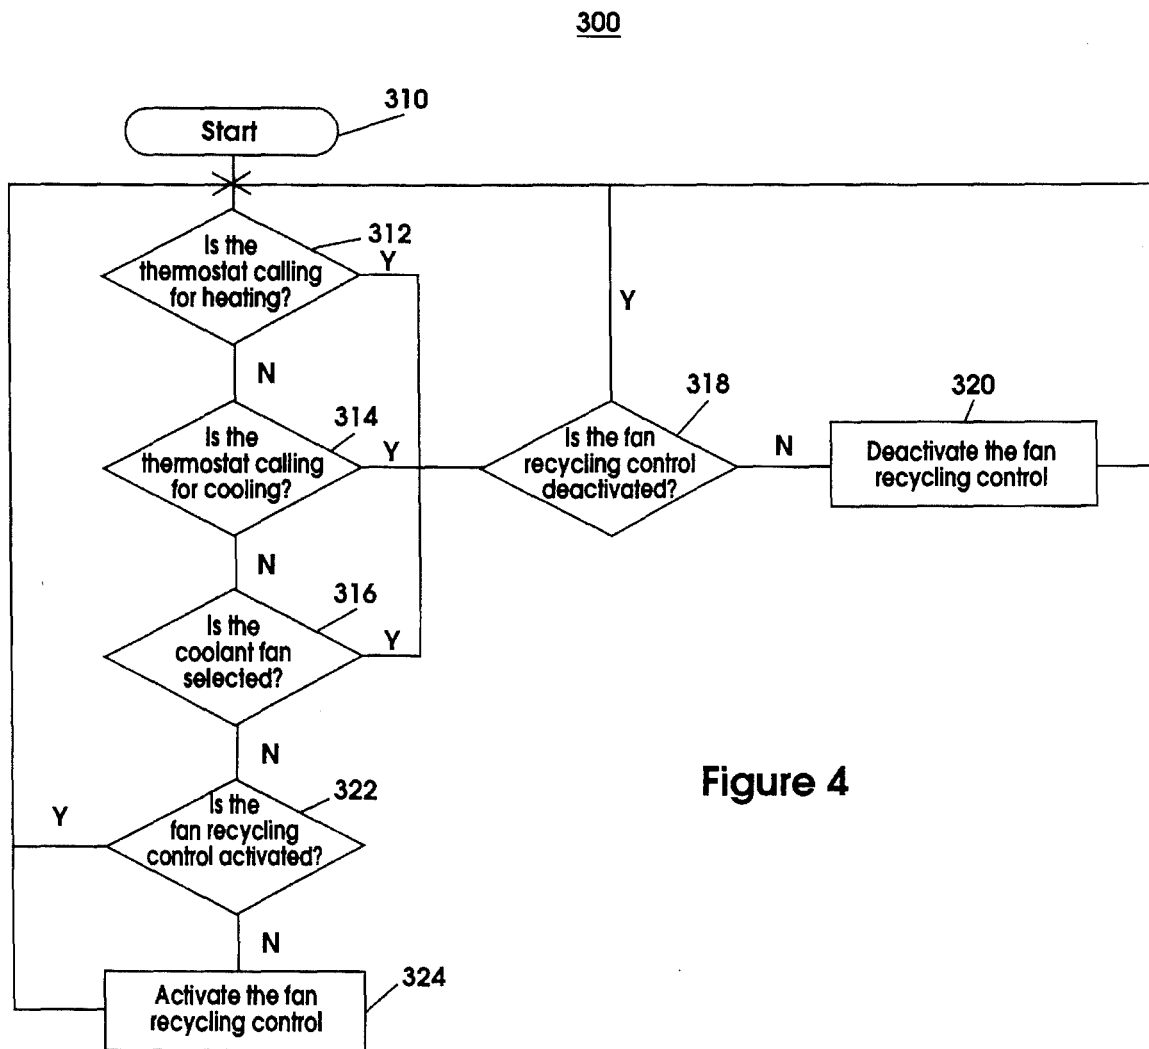 300
310
Start
312
Is the
thermostat calling
for heating?
Y
N
314
Is the
thermostat calling
for cooling?
Y
N
316
Is the
coolant fan
selected?
Y
N
322
Is the
fan recycling
control activated?
Y
N
324
Activate the fan
recycling control
Y
318
Is the fan
recycling control
deactivated?
N
320
Deactivate the fan
recycling control
Figure 4